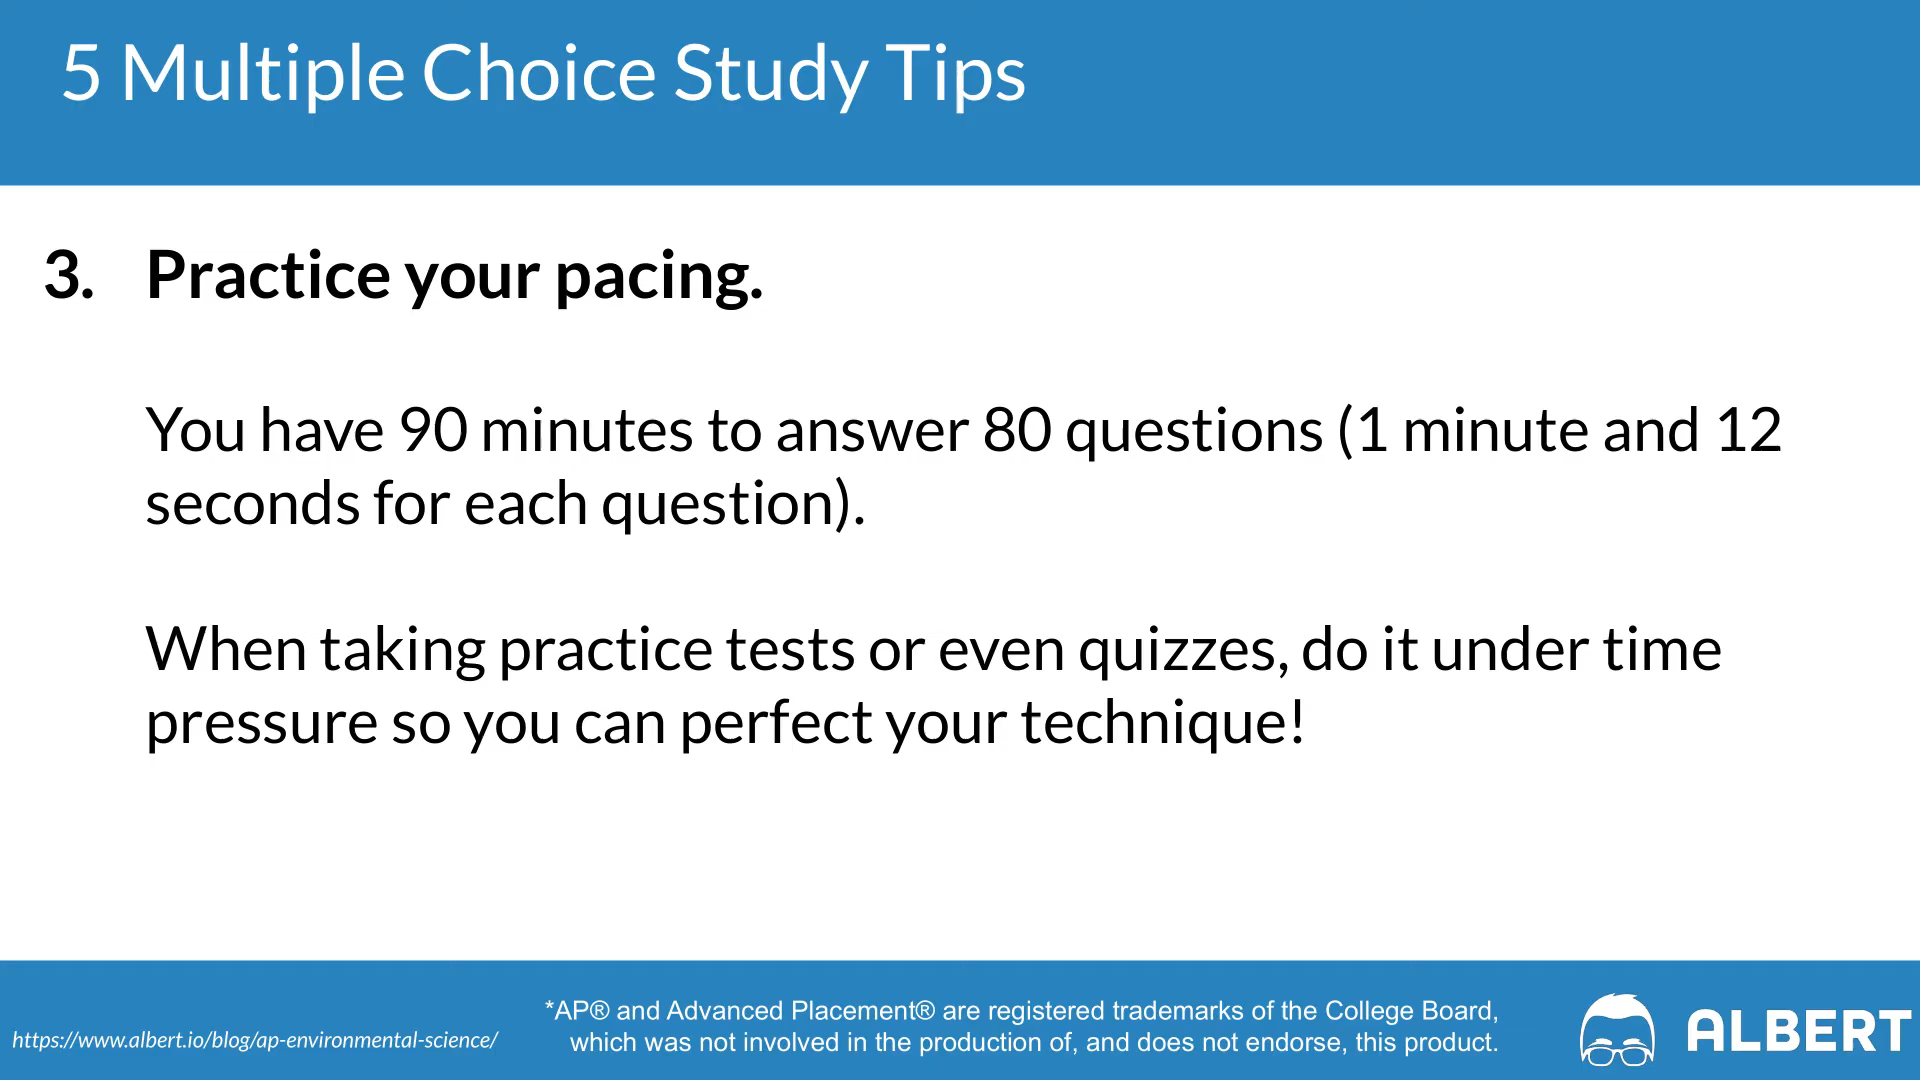 5 Multiple Choice Study Tips
3. Practice your pacing.
You have 90 minutes to answer 80 questions (1 minute and 12
seconds for each question).
When taking practice tests or even quizzes, do it under time
pressure so you can perfect your technique!
https://www.albert.io/blog/ap-environmental-science/
*AP® and Advanced Placement® are registered trademarks of the College Board,
which was not involved in the production of, and does not endorse, this product.
ALBERT